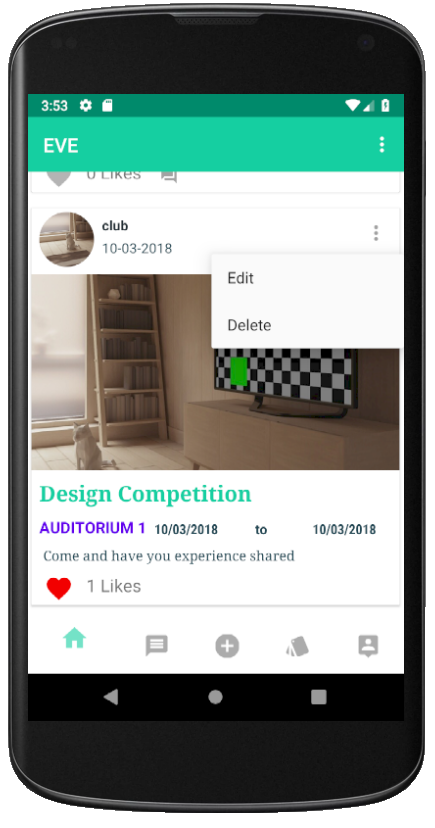 3:53
EVE
0 Likes
club
10-03-2018
Edit
Delete
Design Competition
AUDITORIUM 1 10/03/2018 to 10/03/2018
Come and have you experience shared
1 Likes